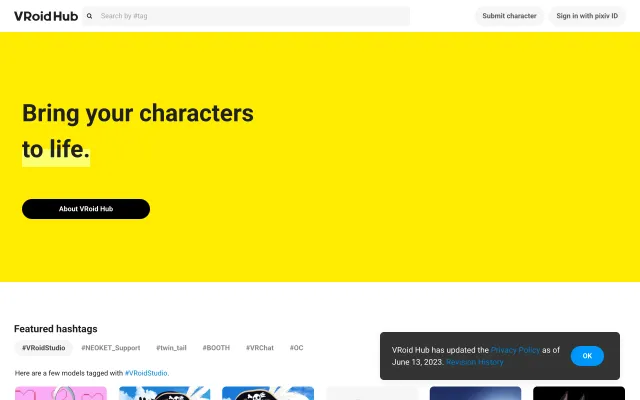 VRoid Hub
Search by #tag
Submit character
Sign in with pixiv ID
Bring your characters
to life.
About VRoid Hub
Featured hashtags
#VRoidStudio #NEOKET_Support #twin_tail #BOOTH #VRChat #OC
Here are a few models tagged with #VRoidStudio.
VRoid Hub has updated the Privacy Policy as of
June 13, 2023. Revision History
OK